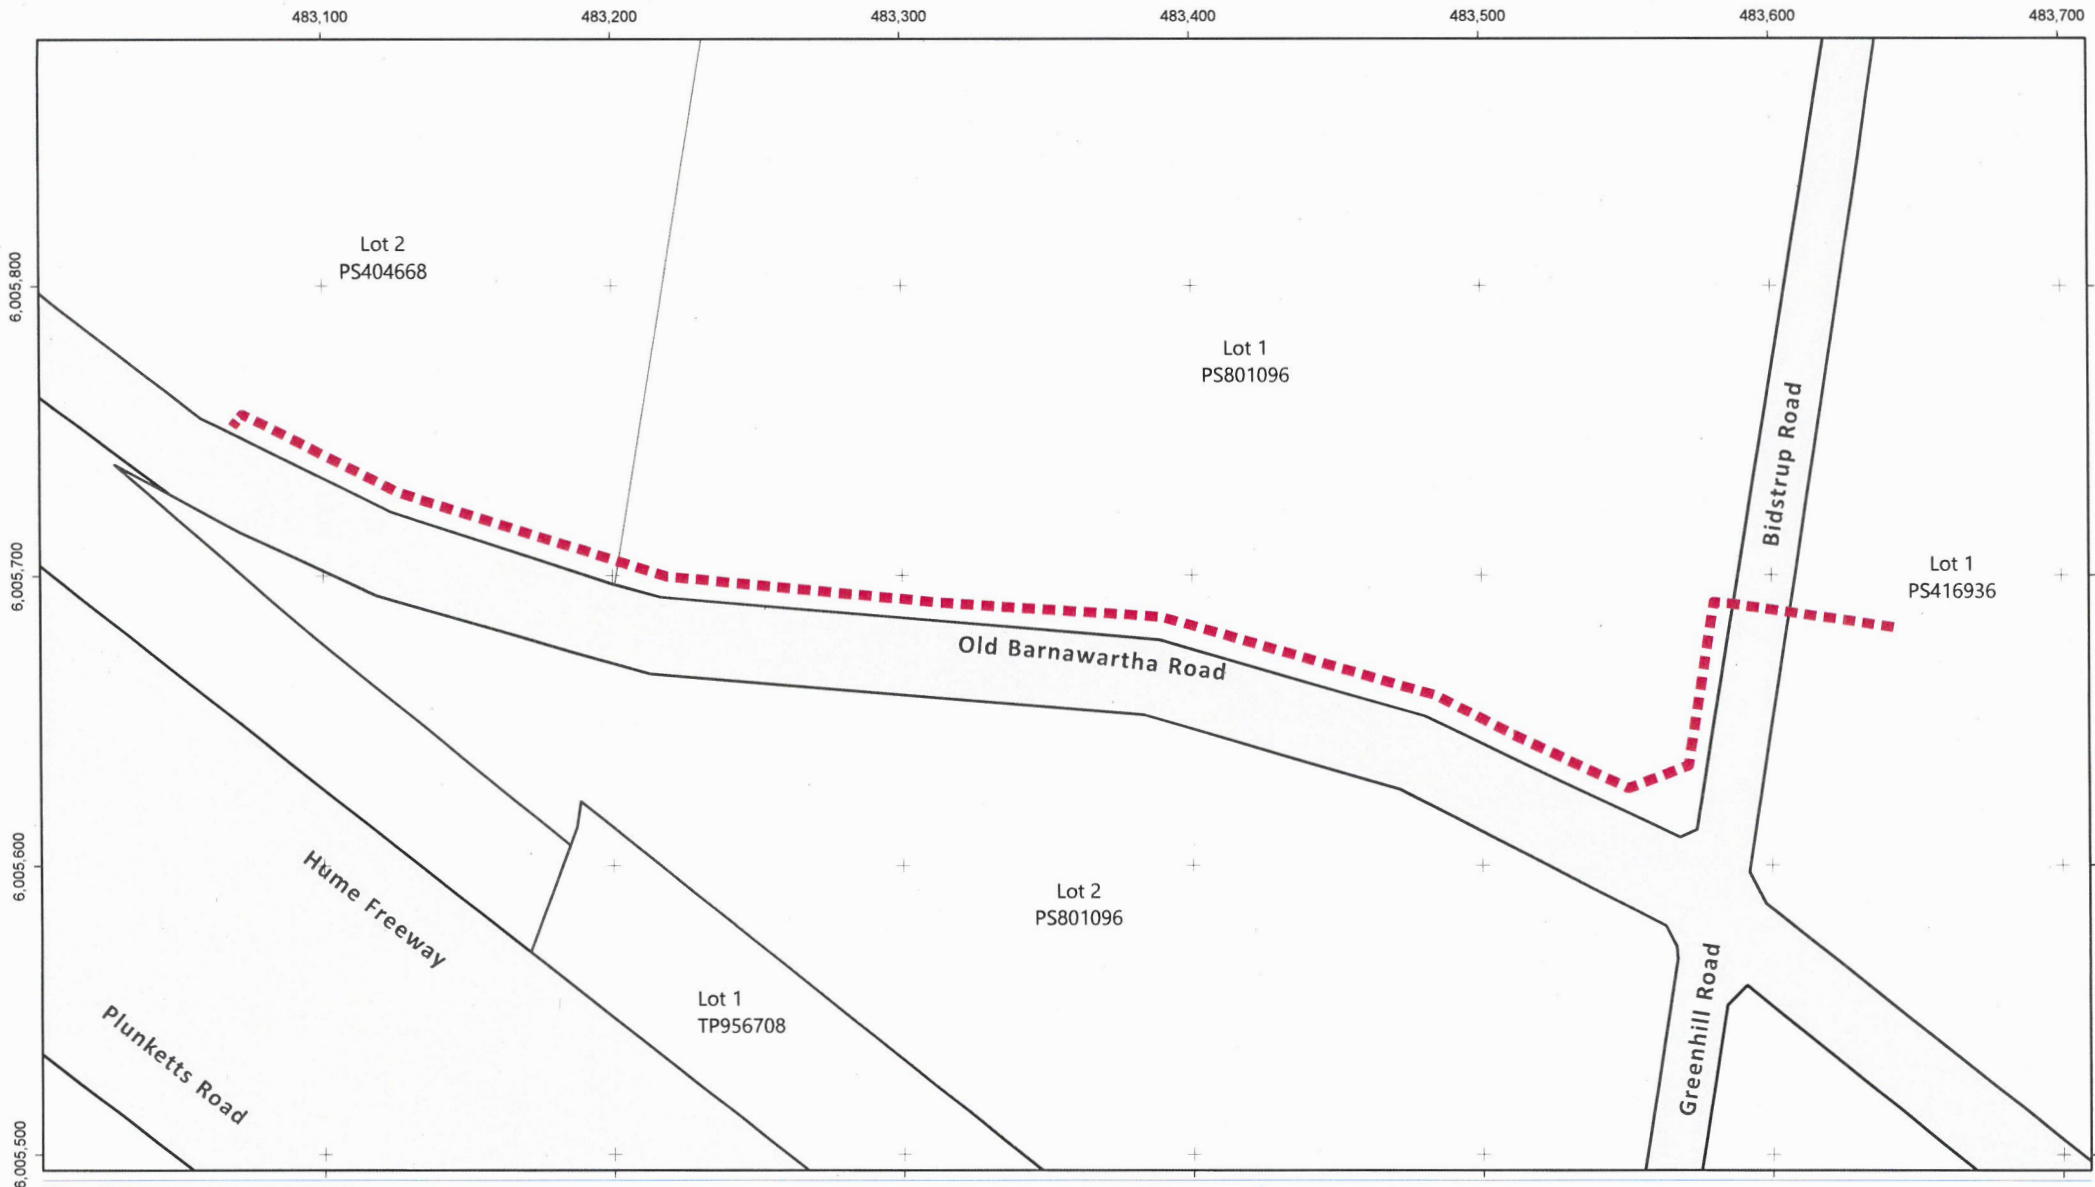 483,100
483,200
483,300
483,400
483,500
483,600
483,700
6,005,800
6,005,700
6,005,600
6,005,500
Lot 2
PS404668
Lot 1
PS801096
Bidstrup Road
Lot 1
PS416936
Old Barnawartha Road
Lot 2
PS801096
Hume Freeway
Greenhill Road
Lot 1
TP956708
Plunketts Road